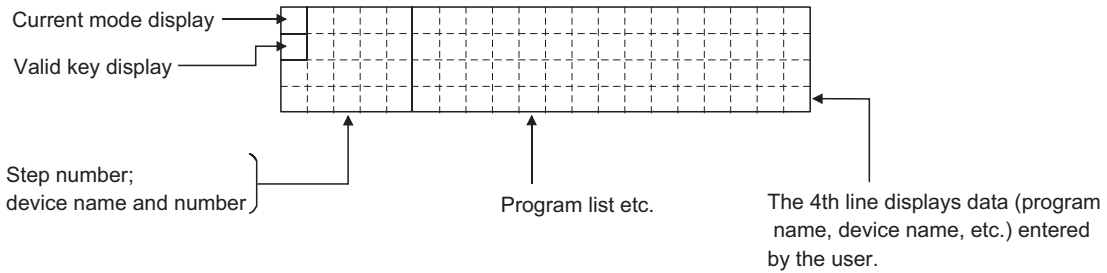 Current mode display
Valid key display
Step number;
device name and number
Program list etc.
The 4th line displays data (program
name, device name, etc.) entered
by the user.